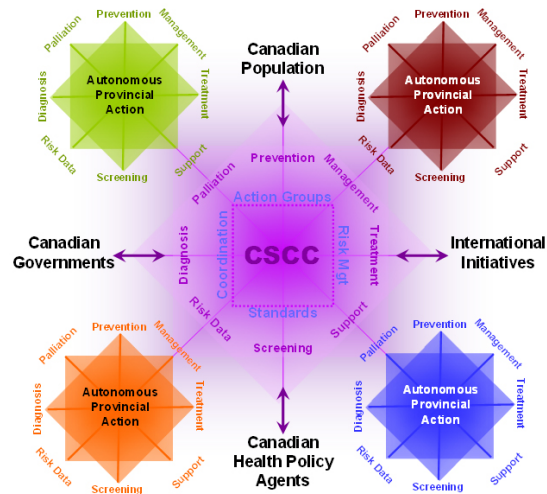 Prevention
Palliation
Management
Diagnosis
Autonomous
Provincial
Action
Treatment
Risk Data
Support
Screening
Canadian
Population
Prevention
Palliation
Management
Diagnosis
Autonomous
Provincial
Action
Treatment
Risk Data
Support
Screening
Prevention
Palliation
Management
Action Groups
Canadian
Governments
Diagnosis
Coordination
CSCC
Risk Mgt
Treatment
International
Initiatives
Standards
Risk Data
Support
Screening
Prevention
Palliation
Management
Diagnosis
Autonomous
Provincial
Action
Treatment
Risk Data
Support
Screening
Canadian
Health Policy
Agents
Prevention
Palliation
Management
Diagnosis
Autonomous
Provincial
Action
Treatment
Risk Data
Support
Screening